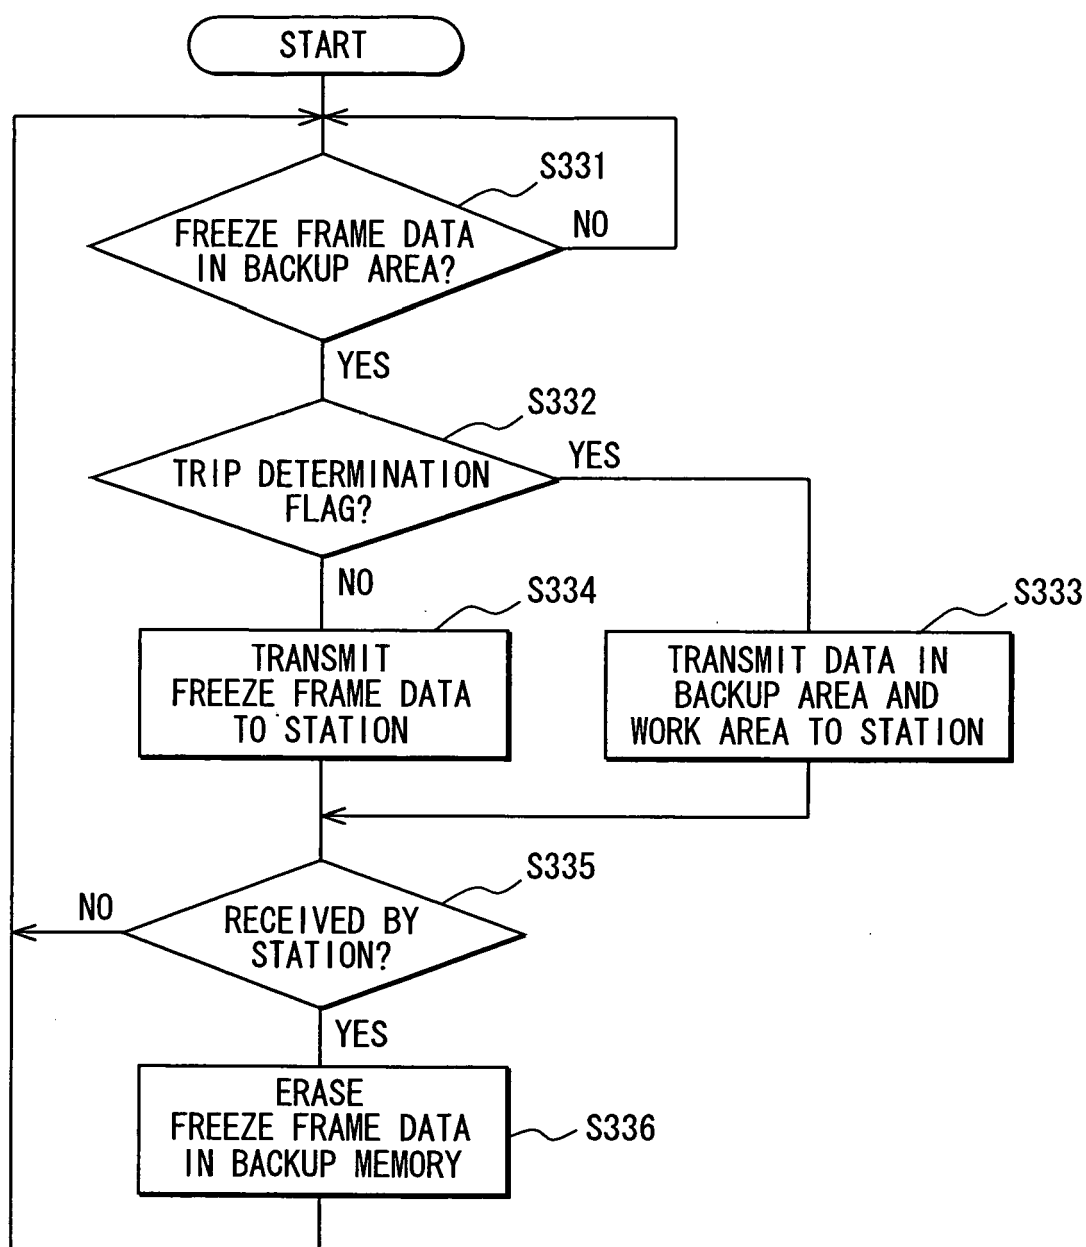 START
S331
FREEZE FRAME DATA
IN BACKUP AREA?
NO
YES
S332
TRIP DETERMINATION
FLAG?
YES
NO
S334
TRANSMIT
FREEZE FRAME DATA
TO STATION
S333
TRANSMIT DATA IN
BACKUP AREA AND
WORK AREA TO STATION
S335
RECEIVED BY
STATION?
NO
YES
ERASE
FREEZE FRAME DATA
IN BACKUP MEMORY
S336